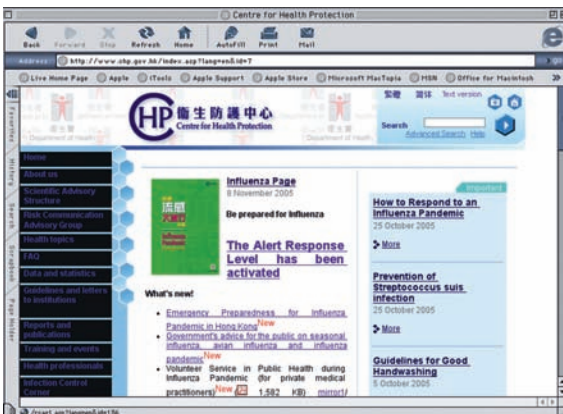 Centre for Health Protection
Back Forward Stop Refresh Home AutoFill Print Mail
Address http://www.chp.gov.hk/index.asp?lang=en&id=7
Live Home Page Apple iTools Apple Support Apple Store Microsoft MacTopia MSN Office for Macintosh
Favorites
History
Search
Scrapbook
Page Holder
CHP 衞生防護中心
Centre for Health Protection
繁體 簡体 Text version
Search
Advanced Search Help
Home
About us
Scientific Advisory
Structure
Risk Communication
Advisory Group
Health topics
FAQ
Data and statistics
Guidelines and letters
to institutions
Reports and
publications
Training and events
Health professionals
Infection Control
Corner
Influenza Page
8 November 2005
Be prepared for Influenza
The Alert Response
Level has been
activated
What's new!
Emergency Preparedness for Influenza
Pandemic in Hong Kong New
Government's advice for the public on seasonal
influenza, avian influenza and influenza
pandemic New
Volunteer Service in Public Health during
Influenza Pandemic (for private medical
practitioners) New ( 1,582 KB) mirror1/
Important
How to Respond to an
Influenza Pandemic
25 October 2005
More
Prevention of
Streptococcus suis
infection
25 October 2005
More
Guidelines for Good
Handwashing
5 October 2005